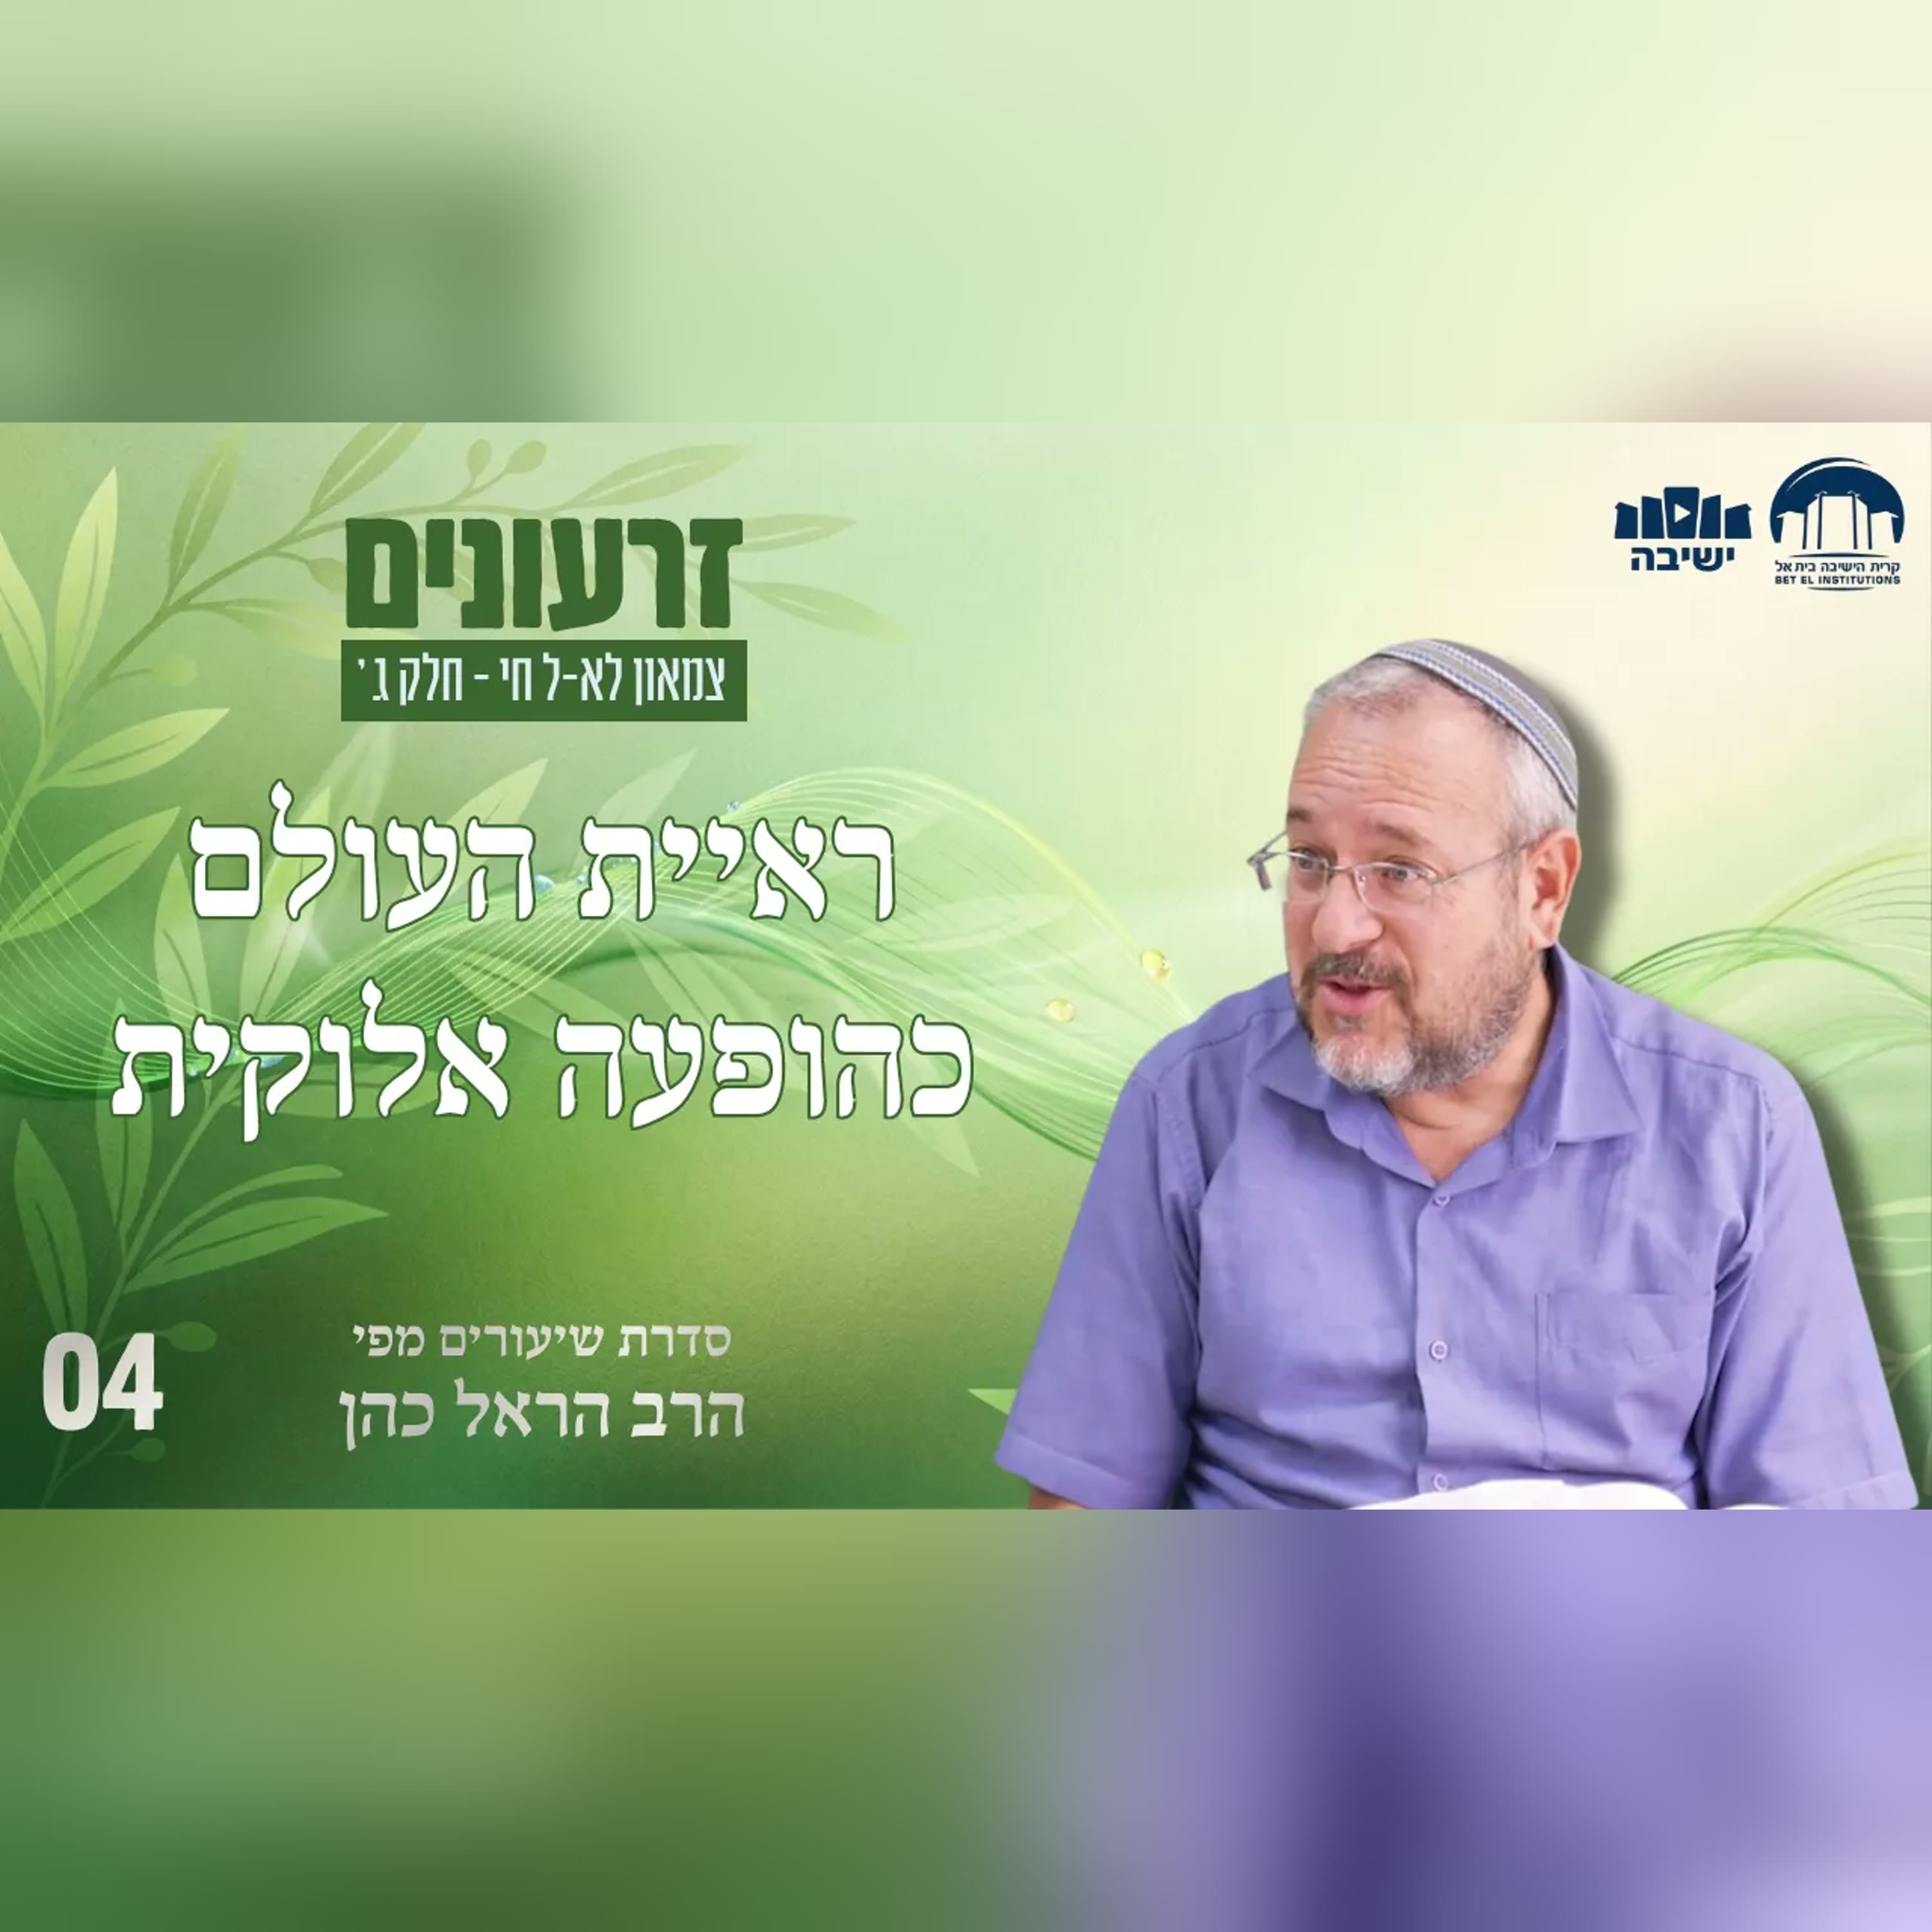 זרעונים
צמאון לא-ל חי - חלק ג'
ראיית העולם
כהופעה אלוקית
סדרת שיעורים מפי
הרב הראל כהן
04
ישיבה
קרית הישיבה בית אל
BET EL INSTITUTIONS